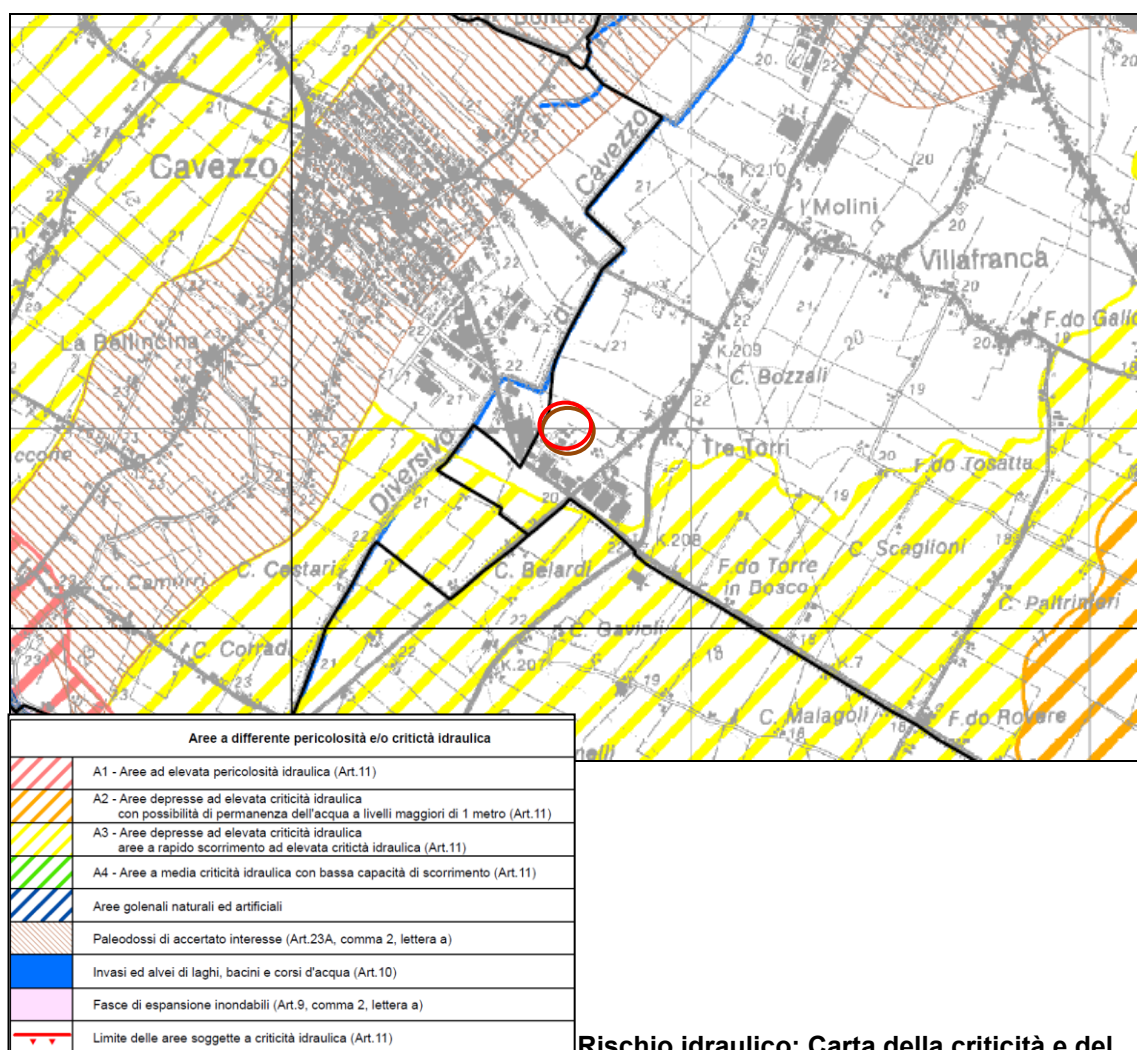 Cavezzo
Cavezzo
I Molini
Villafranca
K.210
La Bellincina
F.do Galic
K.209
C. Bozzali
Diversivo
Tre Torri
F.do Tosatta
K.208
C. Scaglioni
C. Cestari
C. Belardi
F.do Torre
in Bosco
C. Camurri
C. Paltrinieri
C. Gavioli
C. Corradi
K.207
K.7
C. Malagoli
F.do Rovere
Aree a differente pericolosità e/o criticità idraulica
A1 - Aree ad elevata pericolosità idraulica (Art.11)
A2 - Aree depresse ad elevata criticità idraulica
con possibilità di permanenza dell'acqua a livelli maggiori di 1 metro (Art.11)
A3 - Aree depresse ad elevata criticità idraulica
aree a rapido scorrimento ad elevata crititctà idraulica (Art.11)
A4 - Aree a media criticità idraulica con bassa capacità di scorrimento (Art.11)
Aree golenali naturali ed artificiali
Paleodossi di accertato interesse (Art.23A, comma 2, lettera a)
Invasi ed alvei di laghi, bacini e corsi d'acqua (Art.10)
Fasce di espansione inondabili (Art.9, comma 2, lettera a)
Limite delle aree soggette a criticità idraulica (Art.11)
Rischio idraulico: Carta della criticità e del